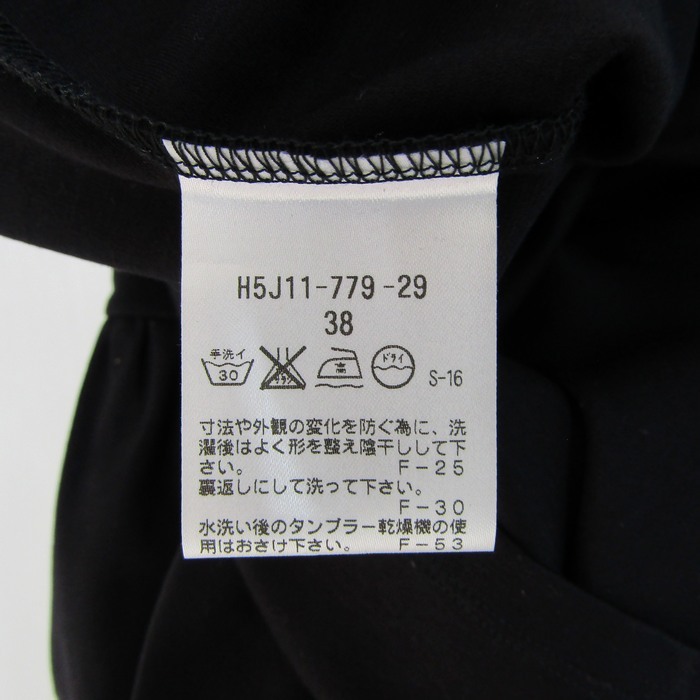 H5J11-779-29
38
手洗イ
30
サラシ
高
ドライ
S-16
寸法や外観の変化を防ぐ為に、洗
濯後はよく形を整え陰干しして下
さい。 F-25
裏返しにして洗って下さい。
F-30
水洗い後のタンブラー乾燥機の使
用はおさけ下さい。 F-53